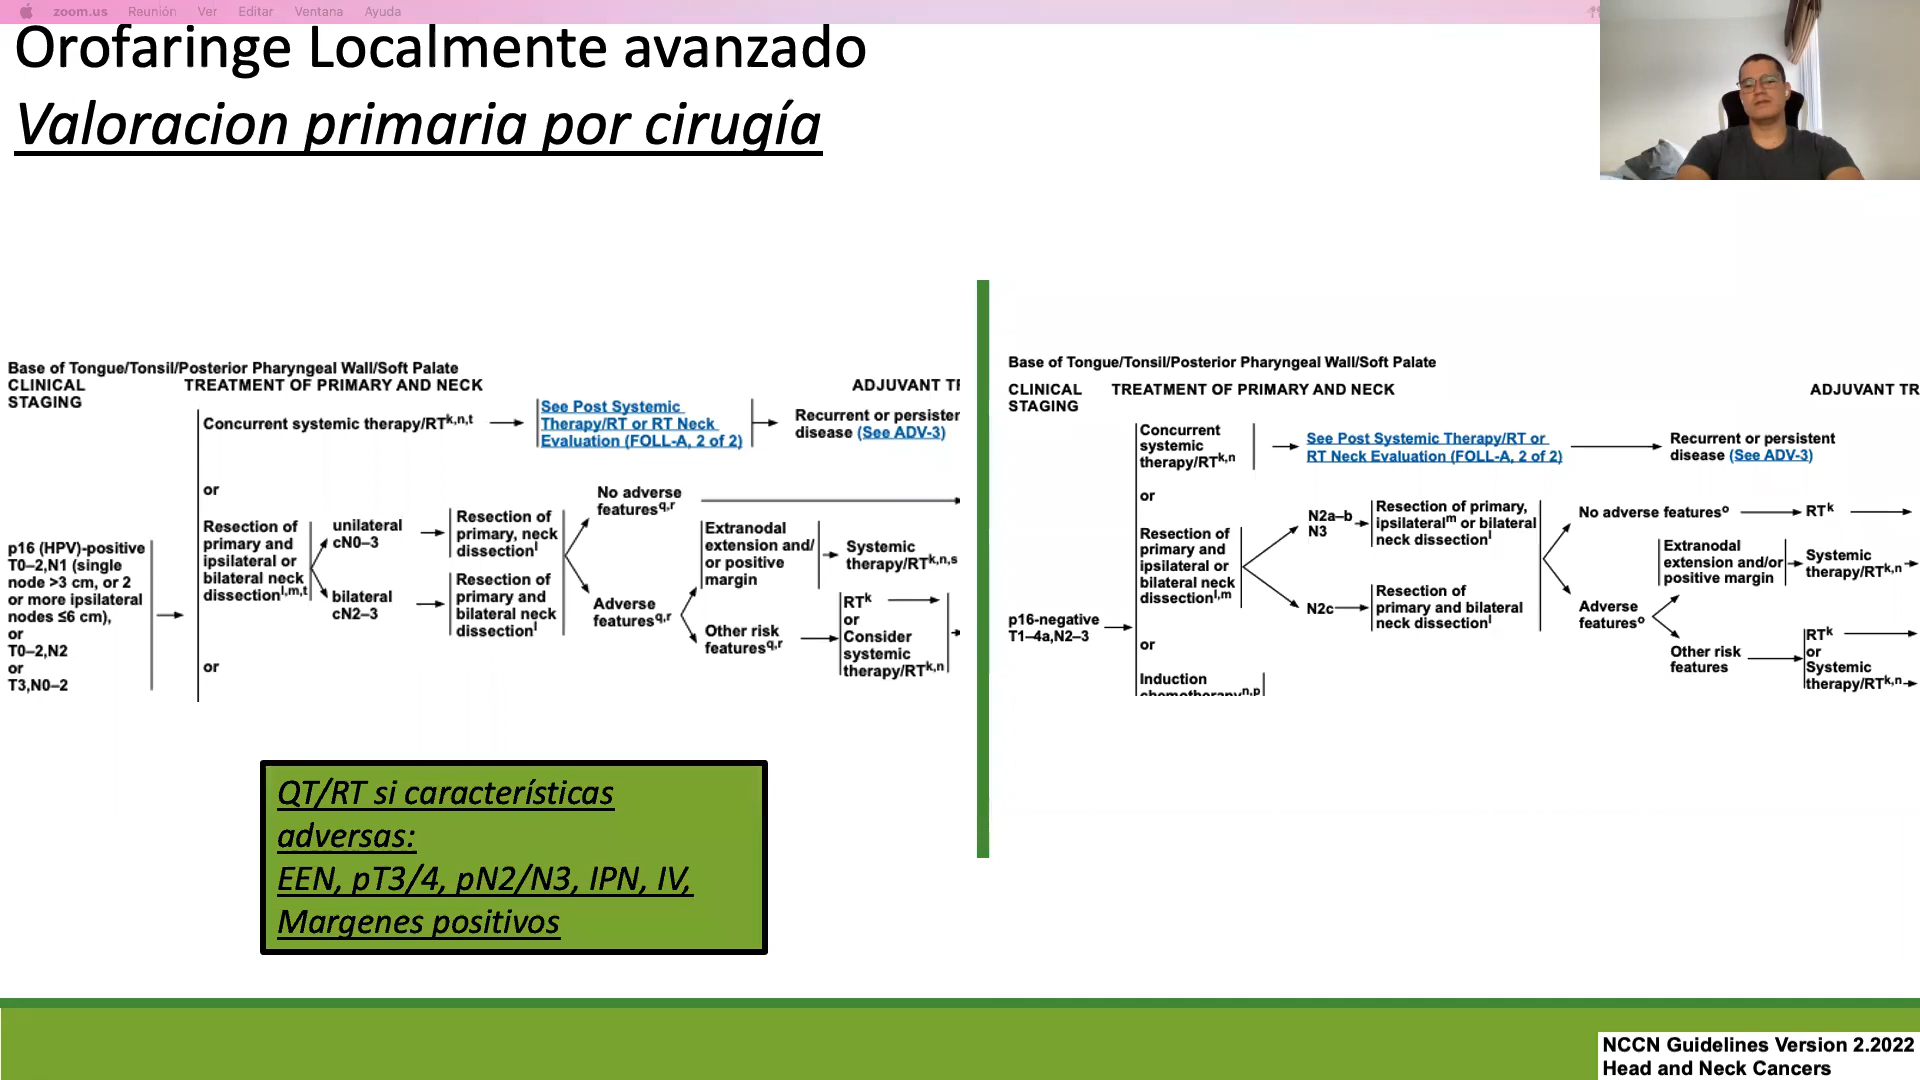 zoom.us Reunión Ver Editar Ventana Ayuda
Orofaringe Localmente avanzado
Valoracion primaria por cirugía
Base of Tongue/Tonsil/Posterior Pharyngeal Wall/Soft Palate
CLINICAL
STAGING
TREATMENT OF PRIMARY AND NECK
ADJUVANT
Concurrent systemic therapy/RTk,n,t
See Post Systemic
Therapy/RT or RT Neck
Evaluation (FOLL-A, 2 of 2)
Recurrent or persister
disease (See ADV-3)
or
p16 (HPV)-positive
T0–2,N1 (single
node >3 cm, or 2
or more ipsilateral
nodes ≤6 cm),
or
T0–2,N2
or
T3,N0–2
Resection of
primary and
ipsilateral or
bilateral neck
dissectionl,m,t
unilateral
cN0–3
bilateral
cN2–3
Resection of
primary, neck
dissectionl
Resection of
primary and
bilateral neck
dissectionl
No adverse
featuresq,r
Adverse
featuresq,r
Extranodal
extension and/
or positive
margin
Systemic
therapy/RTk,n,s
Other risk
featuresq,r
RTk
or
Consider
systemic
therapy/RTk,n
or
Base of Tongue/Tonsil/Posterior Pharyngeal Wall/Soft Palate
CLINICAL
STAGING
TREATMENT OF PRIMARY AND NECK
ADJUVANT TR
Concurrent
systemic
therapy/RTk,n
See Post Systemic Therapy/RT or
RT Neck Evaluation (FOLL-A, 2 of 2)
Recurrent or persistent
disease (See ADV-3)
or
p16-negative
T1–4a,N2–3
Resection of
primary and
ipsilateral or
bilateral neck
dissectionl,m
N2a–b
N3
N2c
Resection of primary,
ipsilateralm or bilateral
neck dissectionl
Resection of
primary and bilateral
neck dissectionl
No adverse featureso
RTk
Adverse
featureso
Extranodal
extension and/or
positive margin
Systemic
therapy/RTk,n
Other risk
features
RTk
or
Systemic
therapy/RTk,n
or
Induction
chemotherapyn,p
QT/RT si características
adversas:
EEN, pT3/4, pN2/N3, IPN, IV,
Margenes positivos
NCCN Guidelines Version 2.2022
Head and Neck Cancers